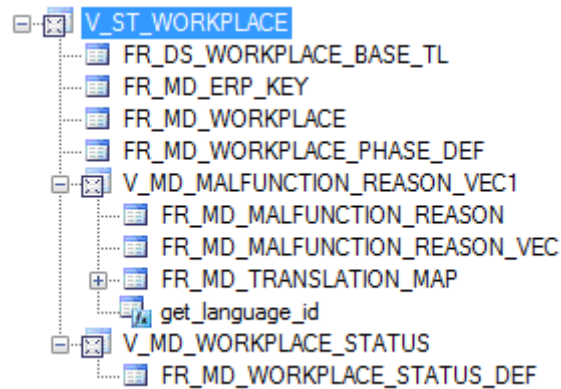 V_ST_WORKPLACE
FR_DS_WORKPLACE_BASE_TL
FR_MD_ERP_KEY
FR_MD_WORKPLACE
FR_MD_WORKPLACE_PHASE_DEF
V_MD_MALFUNCTION_REASON_VEC1
FR_MD_MALFUNCTION_REASON
FR_MD_MALFUNCTION_REASON_VEC
FR_MD_TRANSLATION_MAP
get_language_id
V_MD_WORKPLACE_STATUS
FR_MD_WORKPLACE_STATUS_DEF